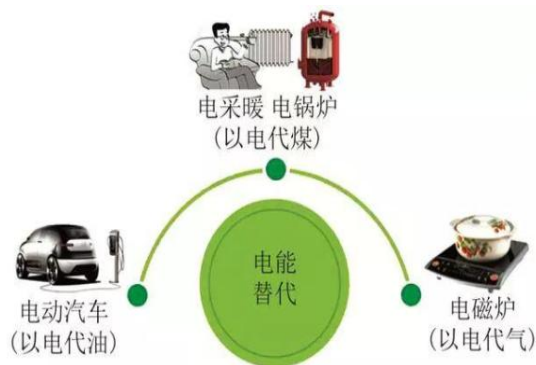 电采暖 电锅炉
(以电代煤)
电动汽车
(以电代油)
电能
替代
电磁炉
(以电代气)